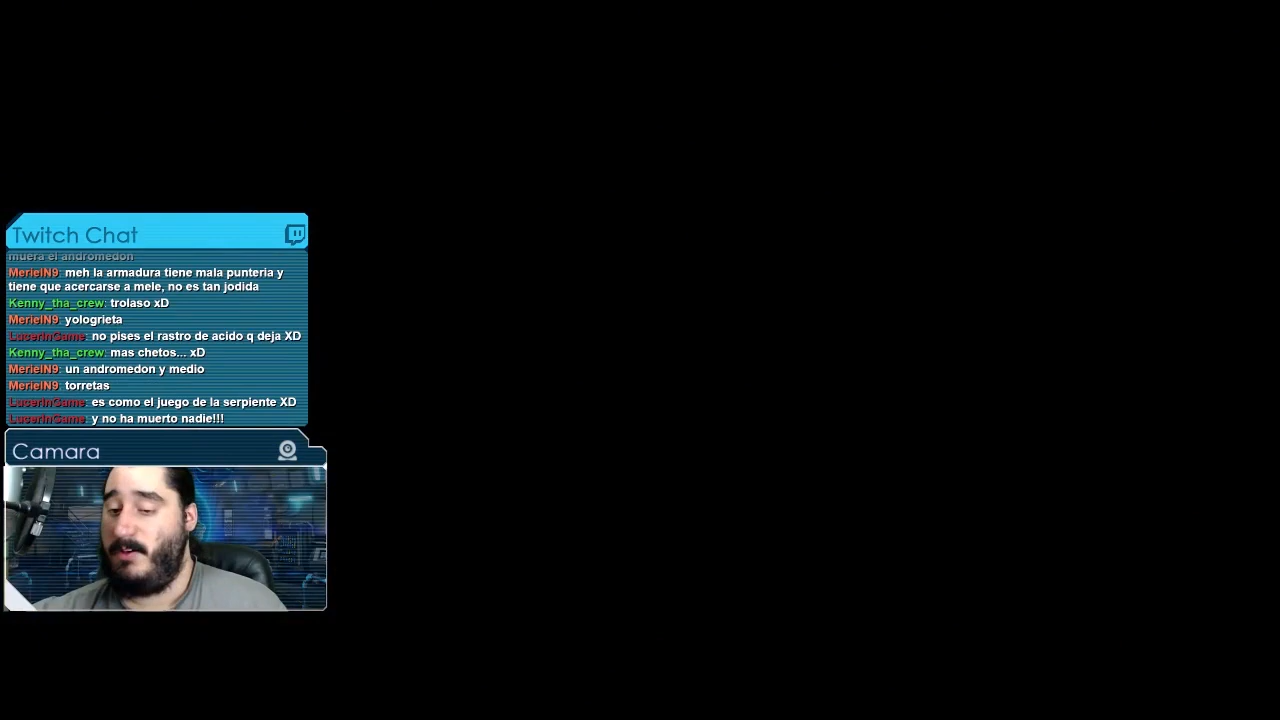 Twitch Chat
muera el andromedon
MerielN9: meh la armadura tiene mala punteria y
tiene que acercarse a mele, no es tan jodida
Kenny_tha_crew: trolaso xD
MerielN9: yologrieta
LucerInGame: no pises el rastro de acido q deja XD
Kenny_tha_crew: mas chetos... xD
MerielN9: un andromedon y medio
MerielN9: torretas
LucerInGame: es como el juego de la serpiente XD
LucerInGame: y no ha muerto nadie!!!
Camara